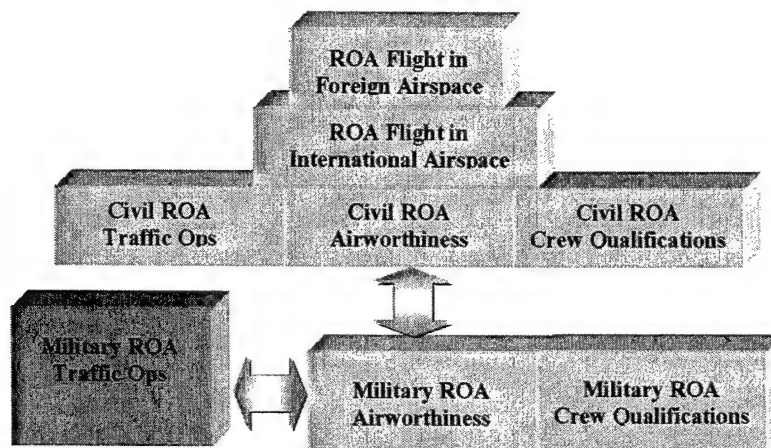 ROA Flight in
Foreign Airspace
ROA Flight in
International Airspace
Civil ROA
Traffic Ops
Civil ROA
Airworthiness
Civil ROA
Crew Qualifications
Military ROA
Traffic Ops
Military ROA
Airworthiness
Military ROA
Crew Qualifications